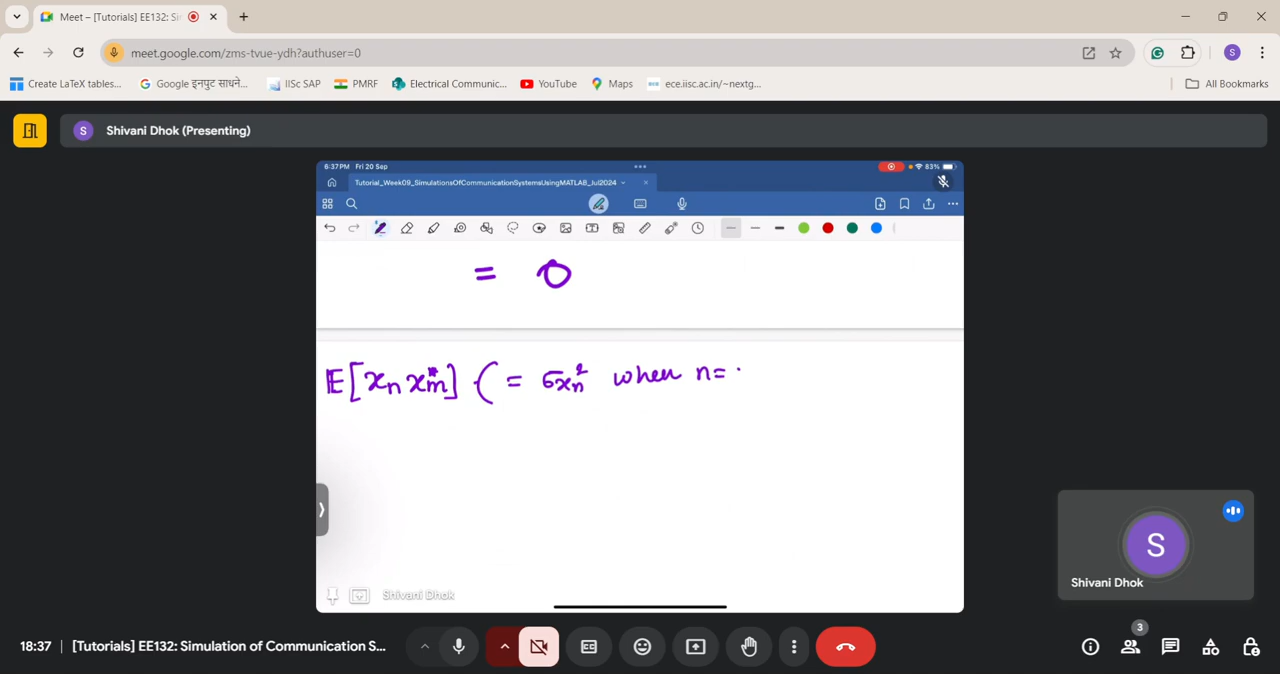 Meet – [Tutorials] EE132: Si
meet.google.com/zms-tvue-ydh?authuser=0
Create LaTeX tables... Google इनपुट साधने... IISc SAP PMRF Electrical Communic... YouTube Maps ece.iisc.ac.in/~nextg... All Bookmarks
S Shivani Dhok (Presenting)
6:37PM Fri 20 Sep 83%
Tutorial_Week09_SimulationsOfCommunicationSystemsUsingMATLAB_Jul2024
= 0
E[xₙ xₘ*] ( = σxₙ² when n=
Shivani Dhok
S
Shivani Dhok
18:37 | [Tutorials] EE132: Simulation of Communication S...
3